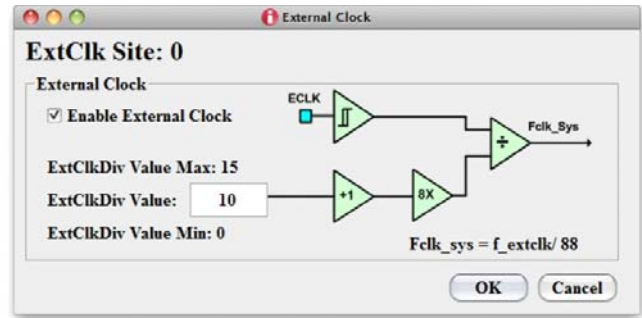 External Clock
ExtClk Site: 0
External Clock
Enable External Clock
ECLK
Fclk_Sys
÷
ExtClkDiv Value Max: 15
ExtClkDiv Value: 10
+1
8X
ExtClkDiv Value Min: 0
Fclk_sys = f_extclk/ 88
OK Cancel